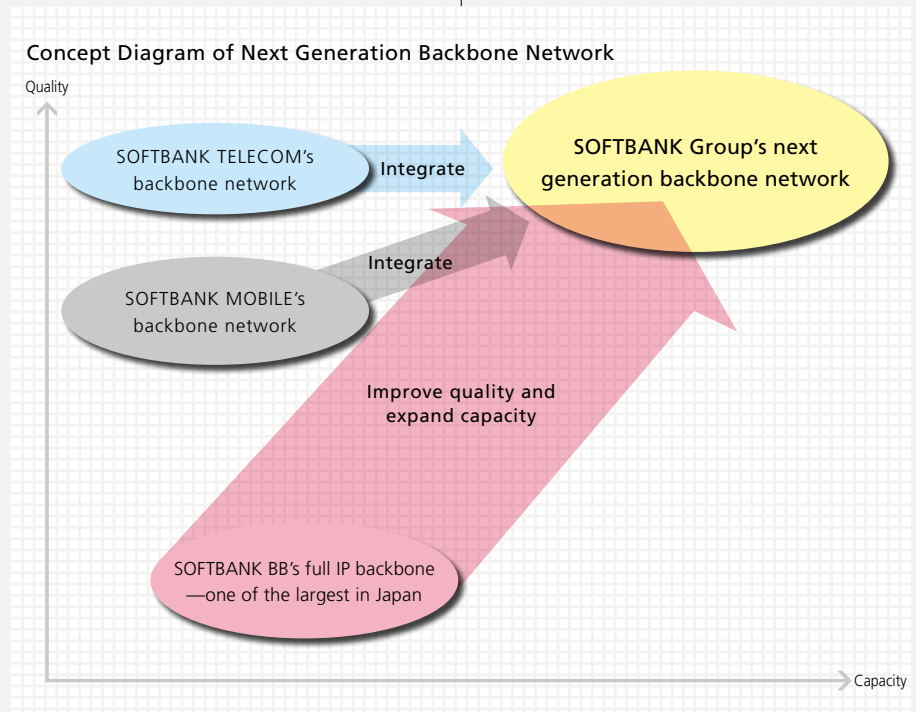 Concept Diagram of Next Generation Backbone Network
Quality
SOFTBANK TELECOM's
backbone network
Integrate
SOFTBANK Group's next
generation backbone network
Integrate
SOFTBANK MOBILE's
backbone network
Improve quality and
expand capacity
SOFTBANK BB's full IP backbone
—one of the largest in Japan
Capacity